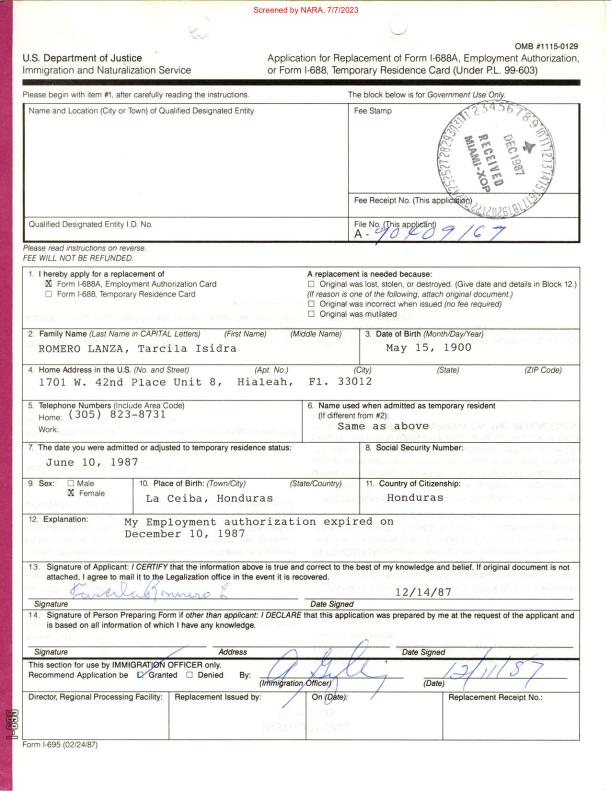 Screened by NARA, 7/7/2023
OMB #1115-0129
U.S. Department of Justice
Immigration and Naturalization Service
Application for Replacement of Form I-688A, Employment Authorization,
or Form I-688, Temporary Residence Card (Under P.L. 99-603)
Please begin with item #1, after carefully reading the instructions.
The block below is for Government Use Only.
Name and Location (City or Town) of Qualified Designated Entity
Fee Stamp
RECEIVED
DEC 1987
MIAMI-XOP
Fee Receipt No. (This application)
Qualified Designated Entity I.D. No.
File No. (This applicant)
A - 90409167
Please read instructions on reverse.
FEE WILL NOT BE REFUNDED.
1. I hereby apply for a replacement of
☒ Form I-688A, Employment Authorization Card
☐ Form I-688, Temporary Residence Card
A replacement is needed because:
☐ Original was lost, stolen, or destroyed. (Give date and details in Block 12.)
(If reason is one of the following, attach original document.)
☐ Original was incorrect when issued (no fee required)
☐ Original was mutilated
2. Family Name (Last Name in CAPITAL Letters) (First Name) (Middle Name)
ROMERO LANZA, Tarcila Isidra
3. Date of Birth (Month/Day/Year)
May 15, 1900
4. Home Address in the U.S. (No. and Street) (Apt. No.) (City) (State) (ZIP Code)
1701 W. 42nd Place Unit 8, Hialeah, Fl. 33012
5. Telephone Numbers (Include Area Code)
Home: (305) 823-8731
Work:
6. Name used when admitted as temporary resident
(If different from #2):
Same as above
7. The date you were admitted or adjusted to temporary residence status:
June 10, 1987
8. Social Security Number:
9. Sex: ☐ Male
☒ Female
10. Place of Birth: (Town/City) (State/Country)
La Ceiba, Honduras
11. Country of Citizenship:
Honduras
12. Explanation: My Employment authorization expired on
December 10, 1987
13. Signature of Applicant: I CERTIFY that the information above is true and correct to the best of my knowledge and belief. If original document is not
attached, I agree to mail it to the Legalization office in the event it is recovered.
12/14/87
Signature Date Signed
14. Signature of Person Preparing Form if other than applicant: I DECLARE that this application was prepared by me at the request of the applicant and
is based on all information of which I have any knowledge.
Signature Address Date Signed
This section for use by IMMIGRATION OFFICER only.
Recommend Application be ☑ Granted ☐ Denied By: 12/11/87
(Immigration Officer) (Date)
Director, Regional Processing Facility:
Replacement Issued by:
On (Date):
Replacement Receipt No.:
Form I-695 (02/24/87)
I-695